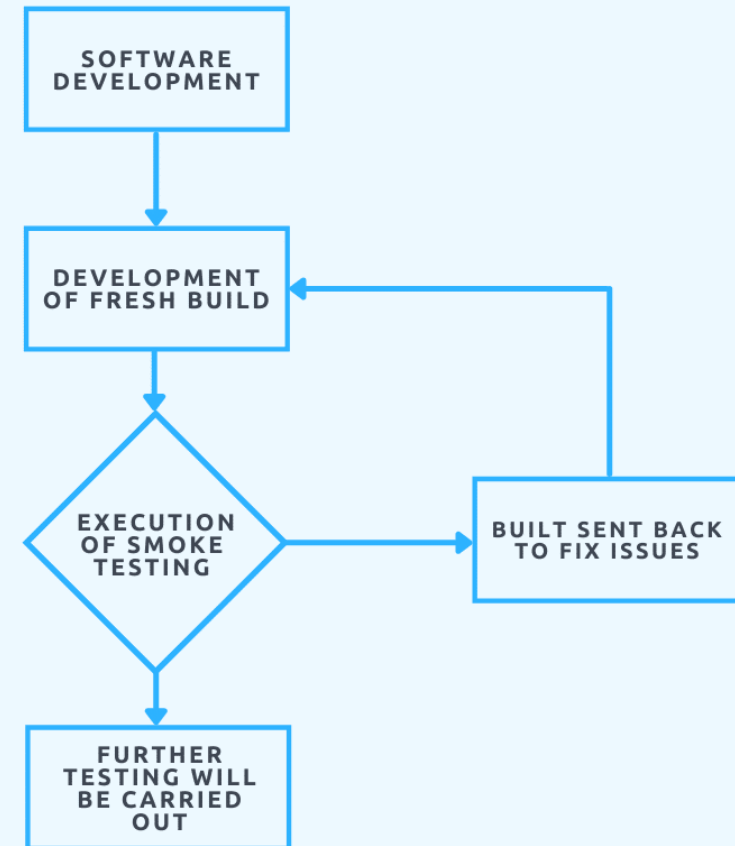 SOFTWARE
DEVELOPMENT
DEVELOPMENT
OF FRESH BUILD
EXECUTION
OF SMOKE
TESTING
BUILT SENT BACK
TO FIX ISSUES
FURTHER
TESTING WILL
BE CARRIED
OUT